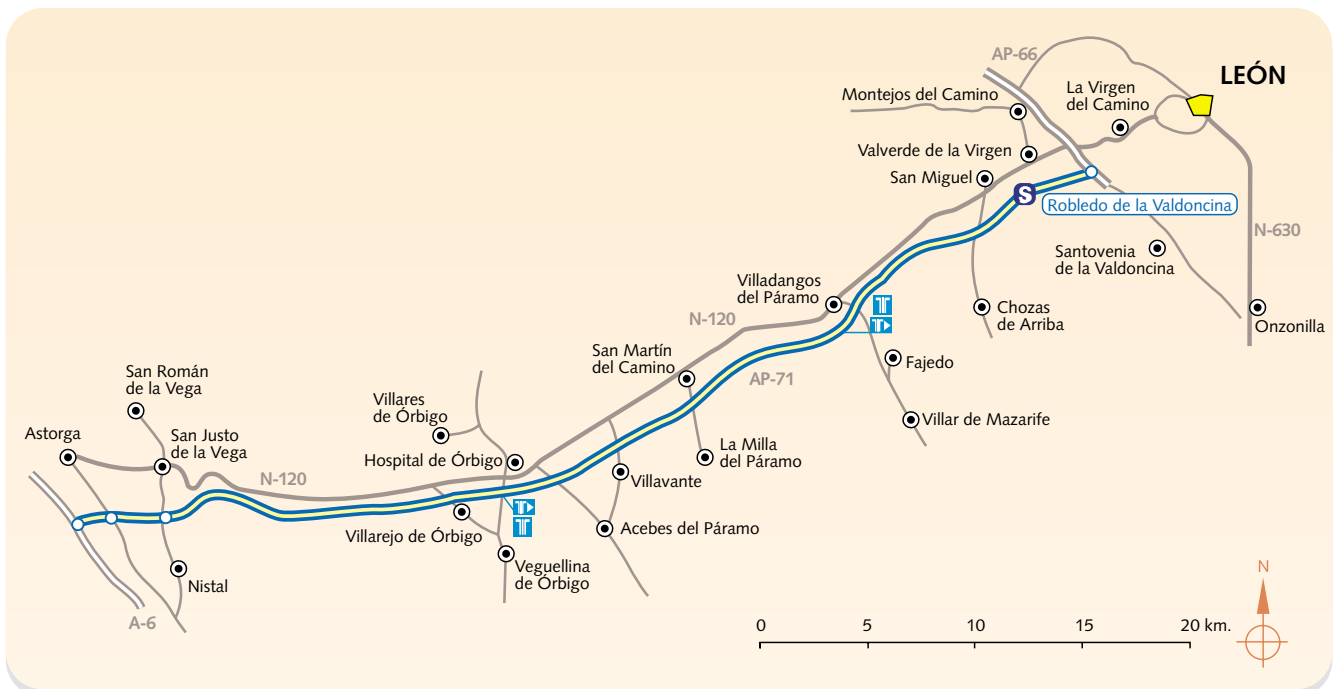 AP-66
LEÓN
La Virgen
del Camino
Montejos del Camino
Valverde de la Virgen
San Miguel
S
Robledo de la Valdoncina
N-630
Santovenia
de la Valdoncina
Villadangos
del Páramo
Chozas
de Arriba
Onzonilla
N-120
San Martín
del Camino
AP-71
Fajedo
San Román
de la Vega
Villares
de Órbigo
Villar de Mazarife
Astorga
San Justo
de la Vega
Hospital de Órbigo
La Milla
del Páramo
N-120
Villavante
Villarejo de Órbigo
Acebes del Páramo
Veguellina
de Órbigo
Nistal
A-6
N
0 5 10 15 20 km.